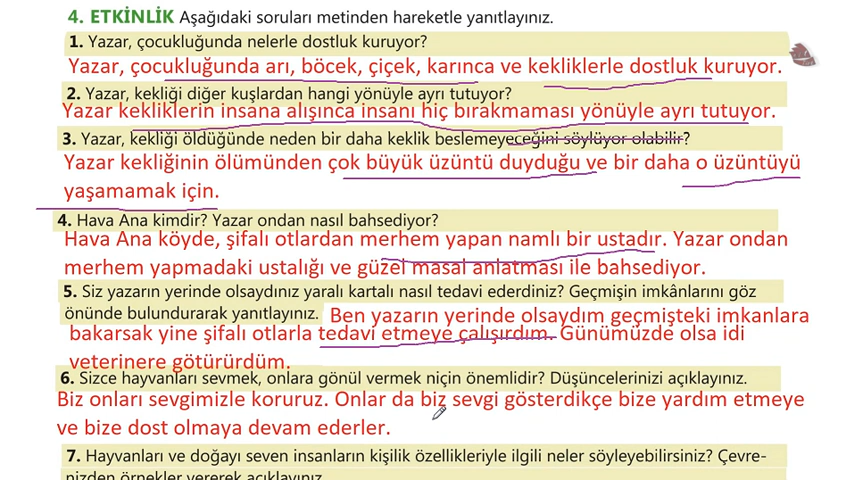 4. ETKİNLİK Aşağıdaki soruları metinden hareketle yanıtlayınız.
1. Yazar, çocukluğunda nelerle dostluk kuruyor?
Yazar, çocukluğunda arı, böcek, çiçek, karınca ve kekliklerle dostluk kuruyor.
2. Yazar, kekliği diğer kuşlardan hangi yönüyle ayrı tutuyor?
Yazar kekliklerin insana alışınca insanı hiç bırakmaması yönüyle ayrı tutuyor.
3. Yazar, kekliği öldüğünde neden bir daha keklik beslemeyeceğini söylüyor olabilir?
Yazar kekliğinin ölümünden çok büyük üzüntü duyduğu ve bir daha o üzüntüyü
yaşamamak için.
4. Hava Ana kimdir? Yazar ondan nasıl bahsediyor?
Hava Ana köyde, şifalı otlardan merhem yapan namlı bir ustadır. Yazar ondan
merhem yapmadaki ustalığı ve güzel masal anlatması ile bahsediyor.
5. Siz yazarın yerinde olsaydınız yaralı kartalı nasıl tedavi ederdiniz? Geçmişin imkânlarını göz
önünde bulundurarak yanıtlayınız. Ben yazarın yerinde olsaydım geçmişteki imkanlara
bakarsak yine şifalı otlarla tedavi etmeye çalışırdım. Günümüzde olsa idi
veterinere götürürdüm.
6. Sizce hayvanları sevmek, onlara gönül vermek niçin önemlidir? Düşüncelerinizi açıklayınız.
Biz onları sevgimizle koruruz. Onlar da biz sevgi gösterdikçe bize yardım etmeye
ve bize dost olmaya devam ederler.
7. Hayvanları ve doğayı seven insanların kişilik özellikleriyle ilgili neler söyleyebilirsiniz? Çevre-
nizden örnekler vererek açıklayınız.